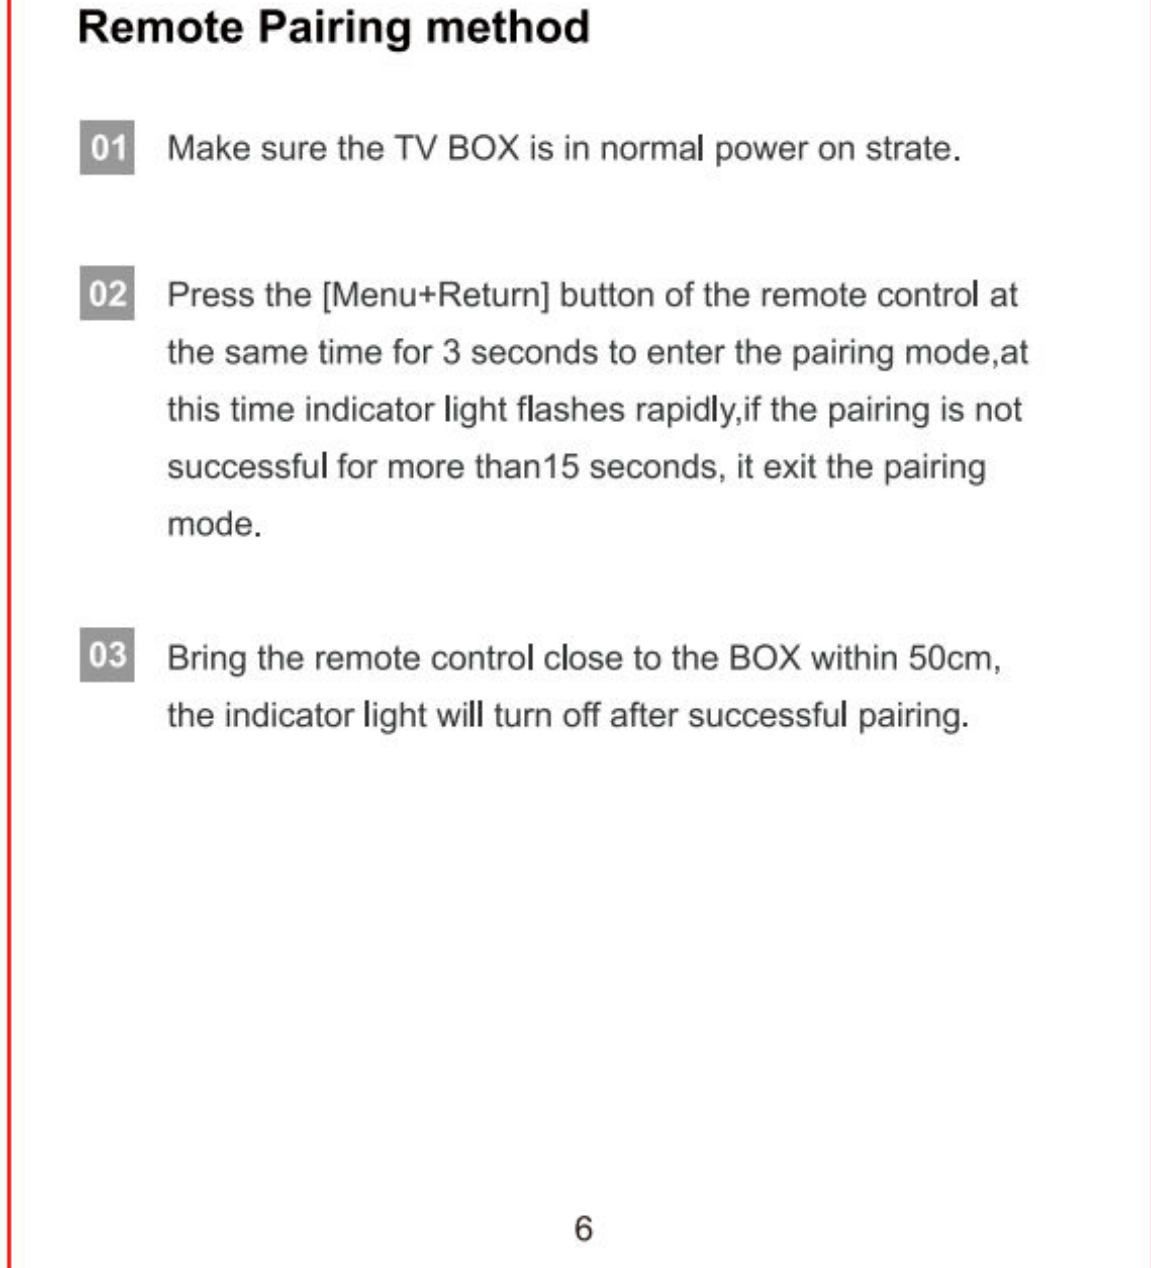 Remote Pairing method
01 Make sure the TV BOX is in normal power on strate.
02 Press the [Menu+Return] button of the remote control at
the same time for 3 seconds to enter the pairing mode,at
this time indicator light flashes rapidly,if the pairing is not
successful for more than15 seconds, it exit the pairing
mode.
03 Bring the remote control close to the BOX within 50cm,
the indicator light will turn off after successful pairing.
6